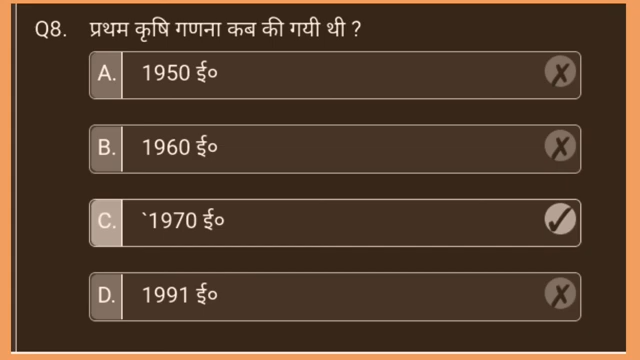 Q8. प्रथम कृषि गणना कब की गयी थी ?
A. 1950 ई०
B. 1960 ई०
C. `1970 ई०
D. 1991 ई०